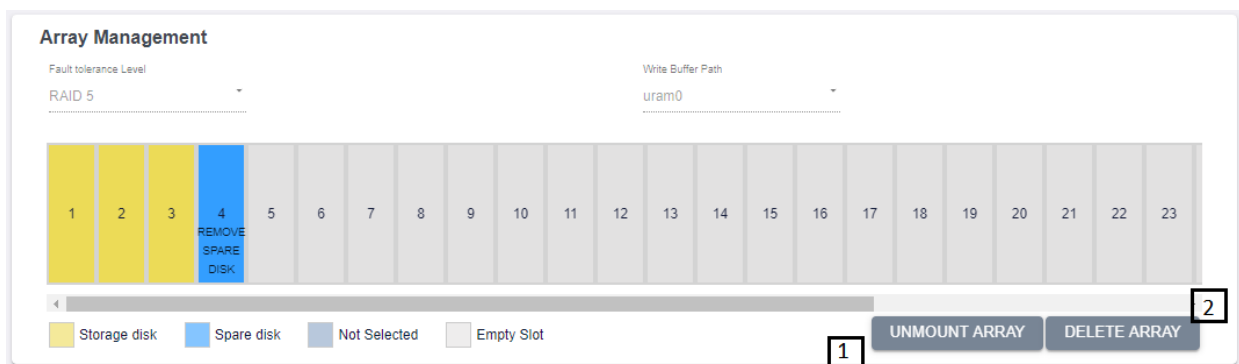 Array Management
Fault tolerance Level
Write Buffer Path
RAID 5
uram0
1 2 3 4 5 6 7 8 9 10 11 12 13 14 15 16 17 18 19 20 21 22 23
REMOVE
SPARE
DISK
2
Storage disk Spare disk Not Selected Empty Slot
UNMOUNT ARRAY DELETE ARRAY
1